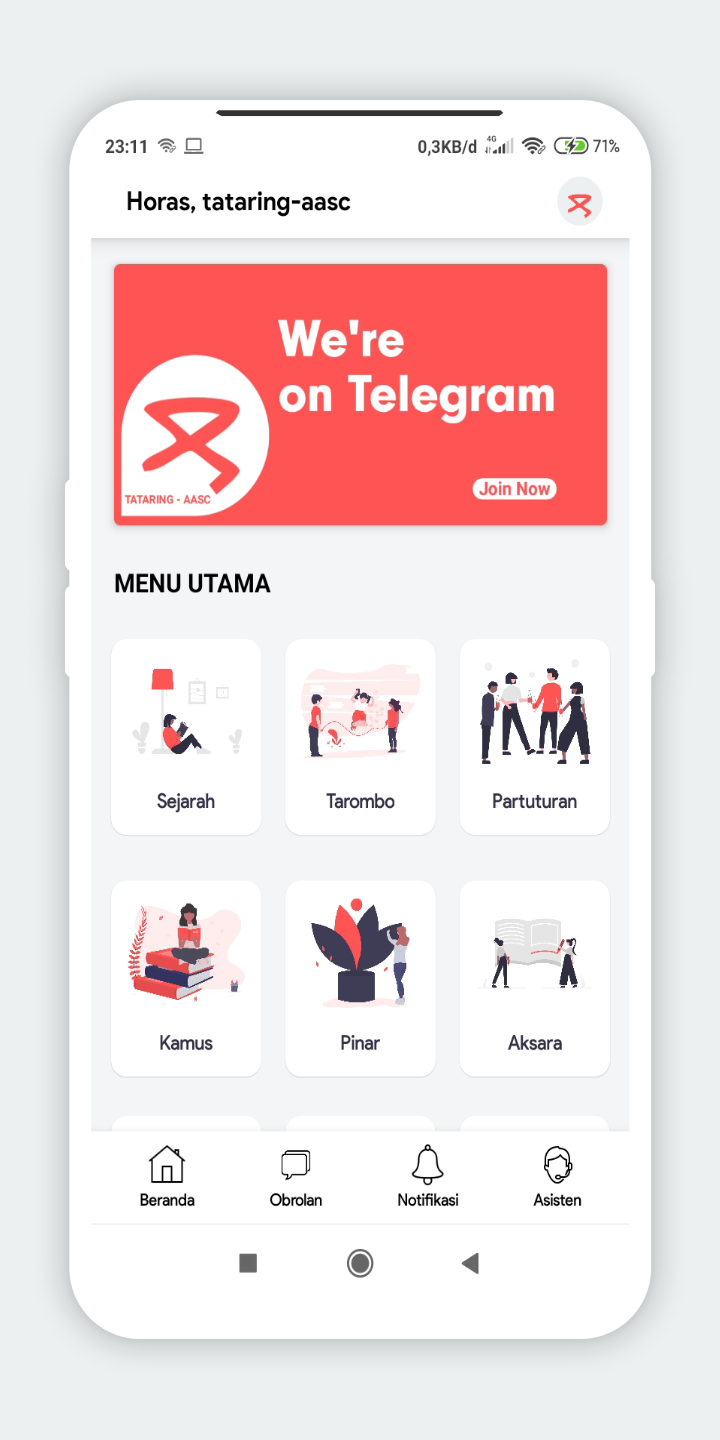 23:11
0,3KB/d 4G 71%
Horas, tataring-aasc
We're
on Telegram
TATARING - AASC
Join Now
MENU UTAMA
Sejarah
Tarombo
Partuturan
Kamus
Pinar
Aksara
Beranda
Obrolan
Notifikasi
Asisten